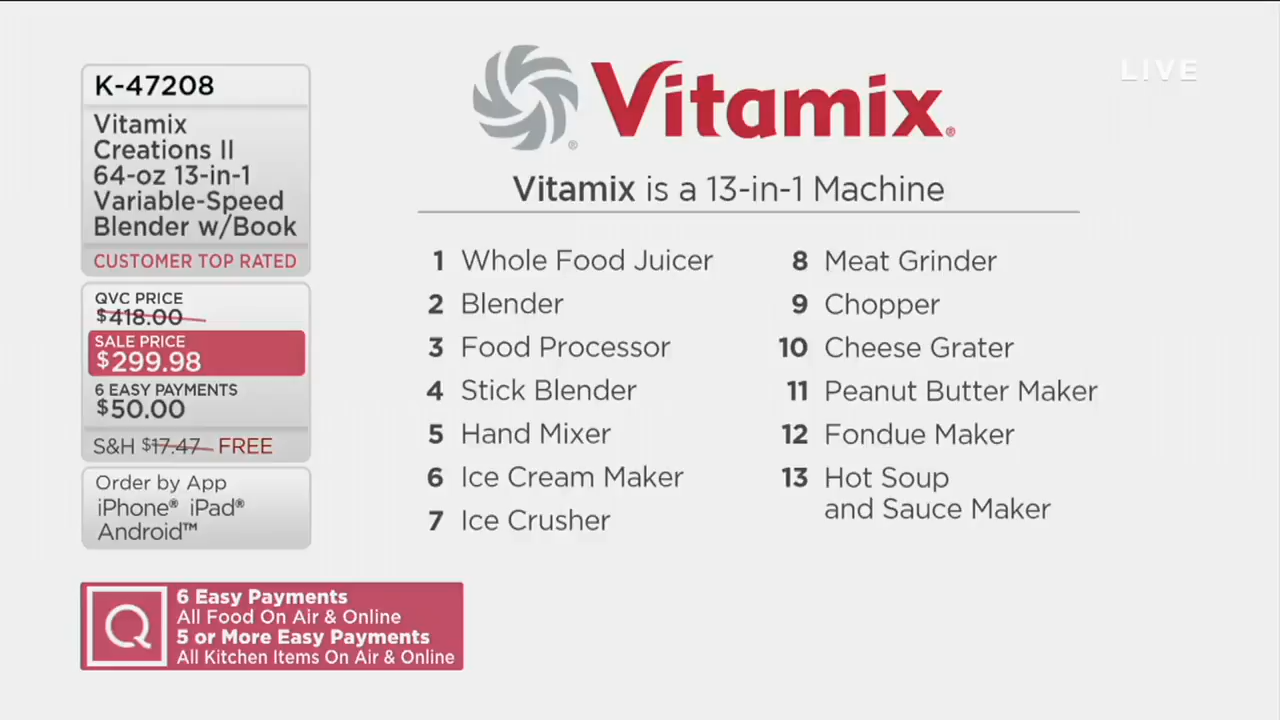 K-47208
Vitamix
Creations II
64-oz 13-in-1
Variable-Speed
Blender w/Book
CUSTOMER TOP RATED
QVC PRICE
$418.00
SALE PRICE
$299.98
6 EASY PAYMENTS
$50.00
S&H $17.47 FREE
Order by App
iPhone® iPad®
Android™
Q
6 Easy Payments
All Food On Air & Online
5 or More Easy Payments
All Kitchen Items On Air & Online
LIVE
®
Vitamix®
Vitamix is a 13-in-1 Machine
1 Whole Food Juicer
2 Blender
3 Food Processor
4 Stick Blender
5 Hand Mixer
6 Ice Cream Maker
7 Ice Crusher
8 Meat Grinder
9 Chopper
10 Cheese Grater
11 Peanut Butter Maker
12 Fondue Maker
13 Hot Soup
and Sauce Maker